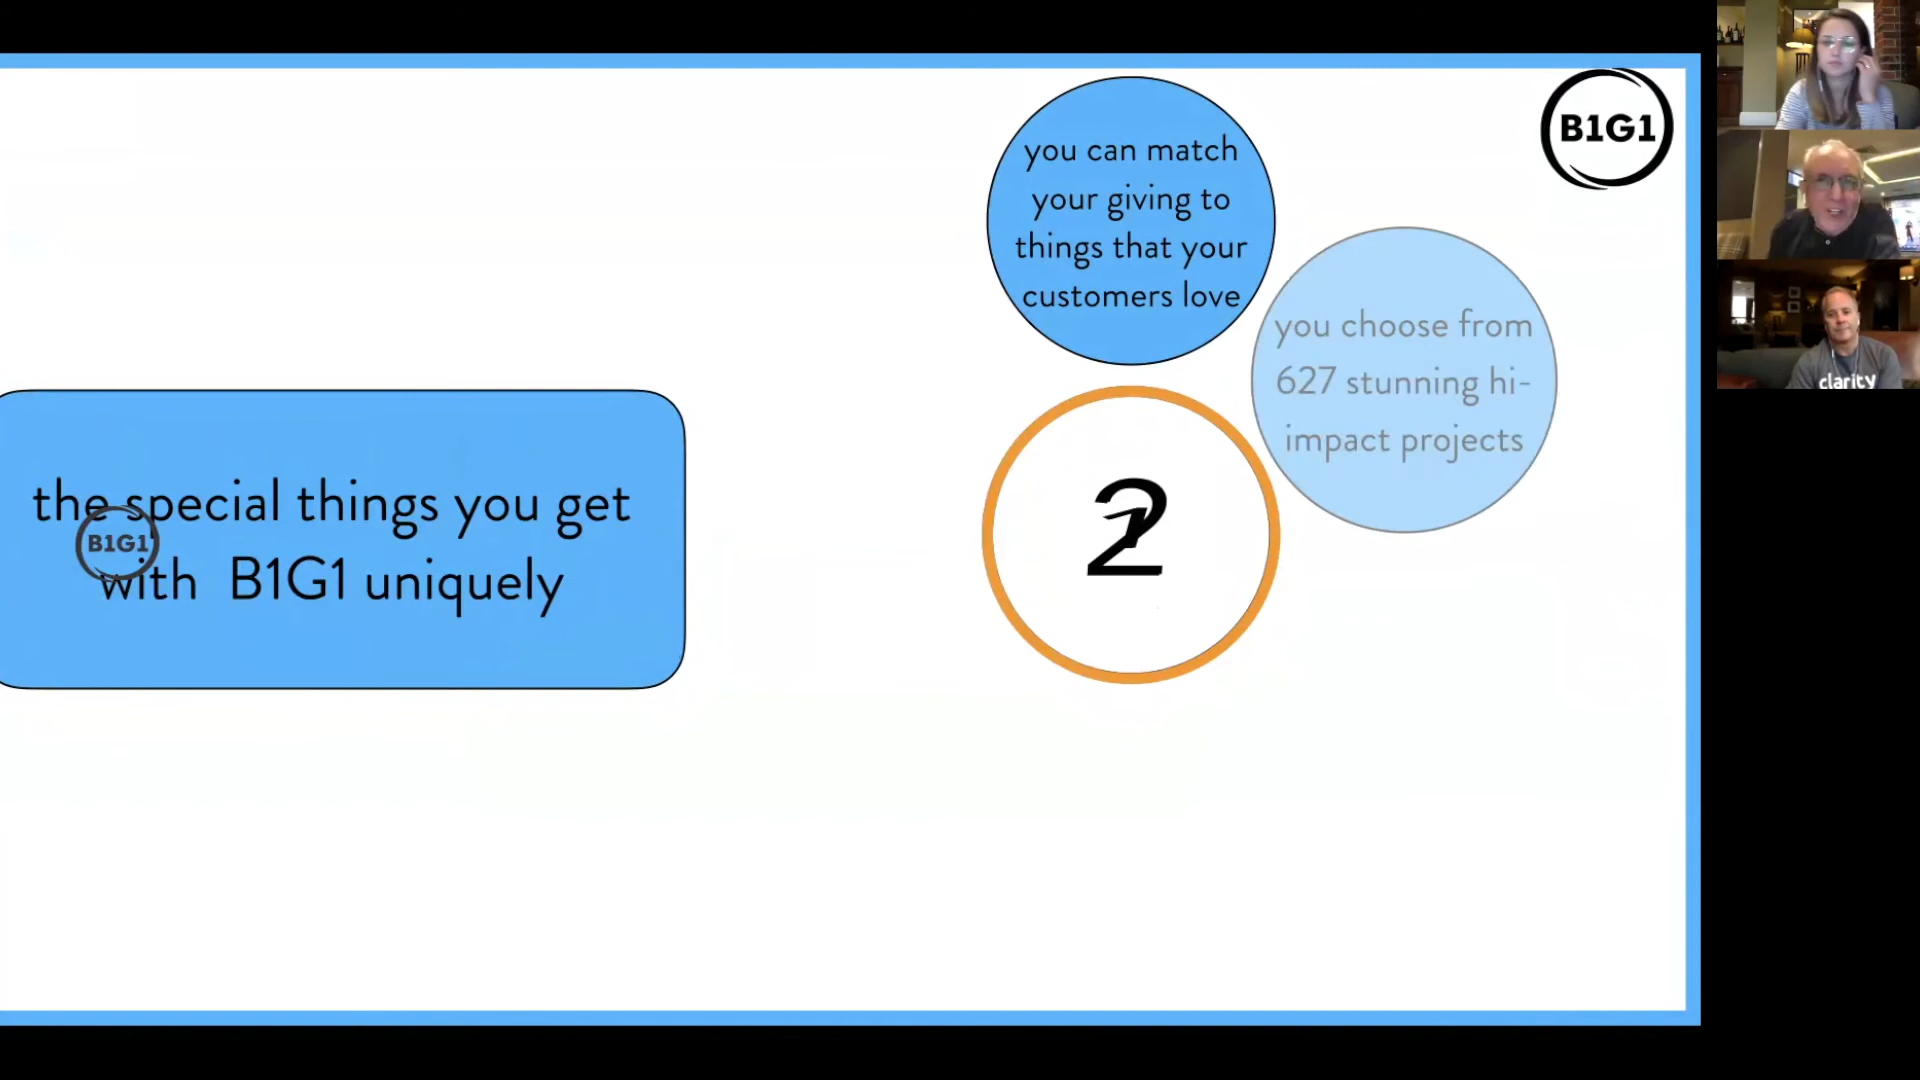 you can match
your giving to
things that your
customers love
B1G1
you choose from
627 stunning hi-
impact projects
the special things you get
with B1G1 uniquely
B1G1
2
clarity